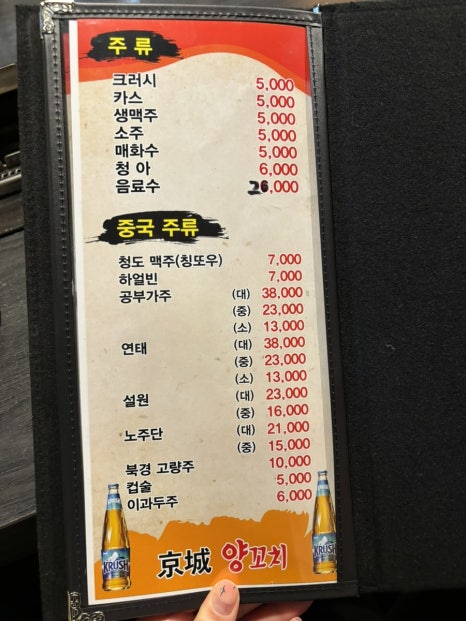 주 류
크러시 5,000
카스 5,000
생맥주 5,000
소주 5,000
매화수 5,000
청 아 6,000
음료수
중국 주류
청도 맥주(칭또우) 7,000
하얼빈 7,000
공부가주 (대) 38,000
(중) 23,000
(소) 13,000
연태 (대) 38,000
(중) 23,000
(소) 13,000
설원 (대) 23,000
(중) 16,000
노주단 (대) 21,000
(중) 15,000
북경 고량주 10,000
컵술 5,000
이과두주 6,000
KRUSH
京城 양꼬치
KRUSH